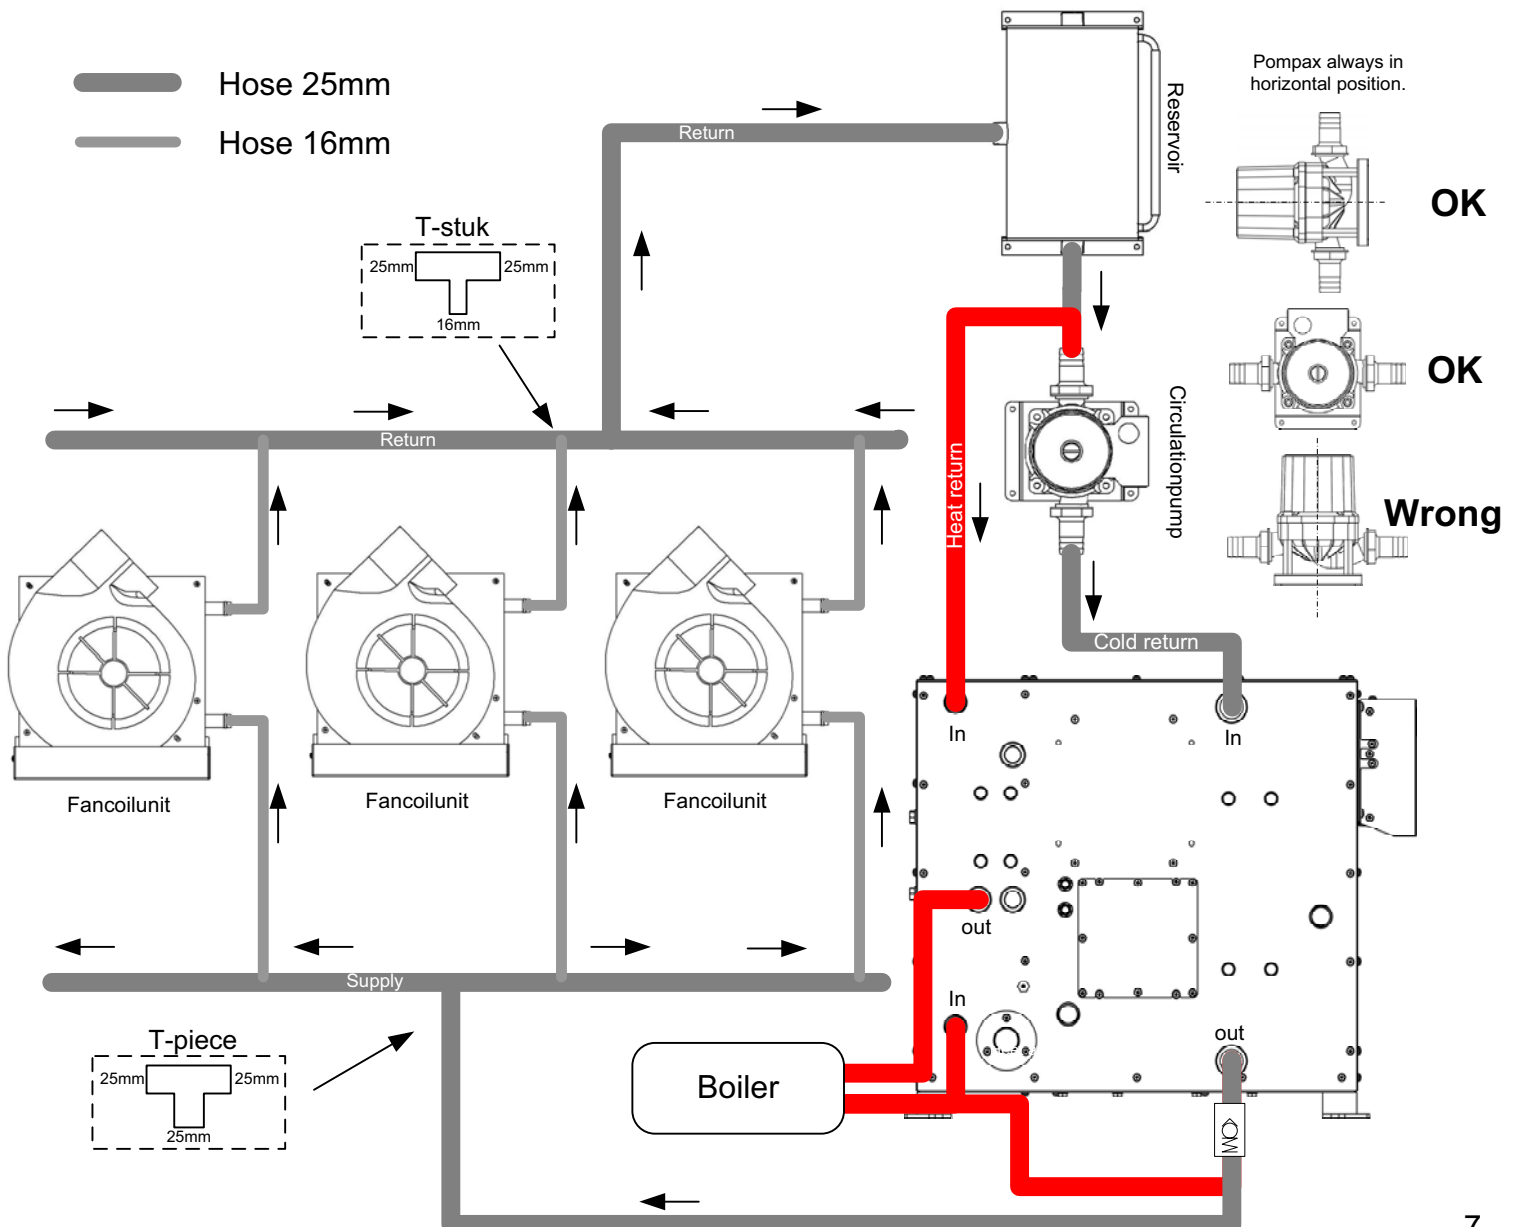 Hose 25mm
Hose 16mm
Return
Reservoir
Pompax always in
horizontal position.
OK
OK
Wrong
T-stuk
25mm
25mm
16mm
Return
Heat return
Circulationpump
Cold return
In
In
Fancoilunit
Fancoilunit
Fancoilunit
out
In
out
Supply
T-piece
25mm
25mm
25mm
Boiler
7